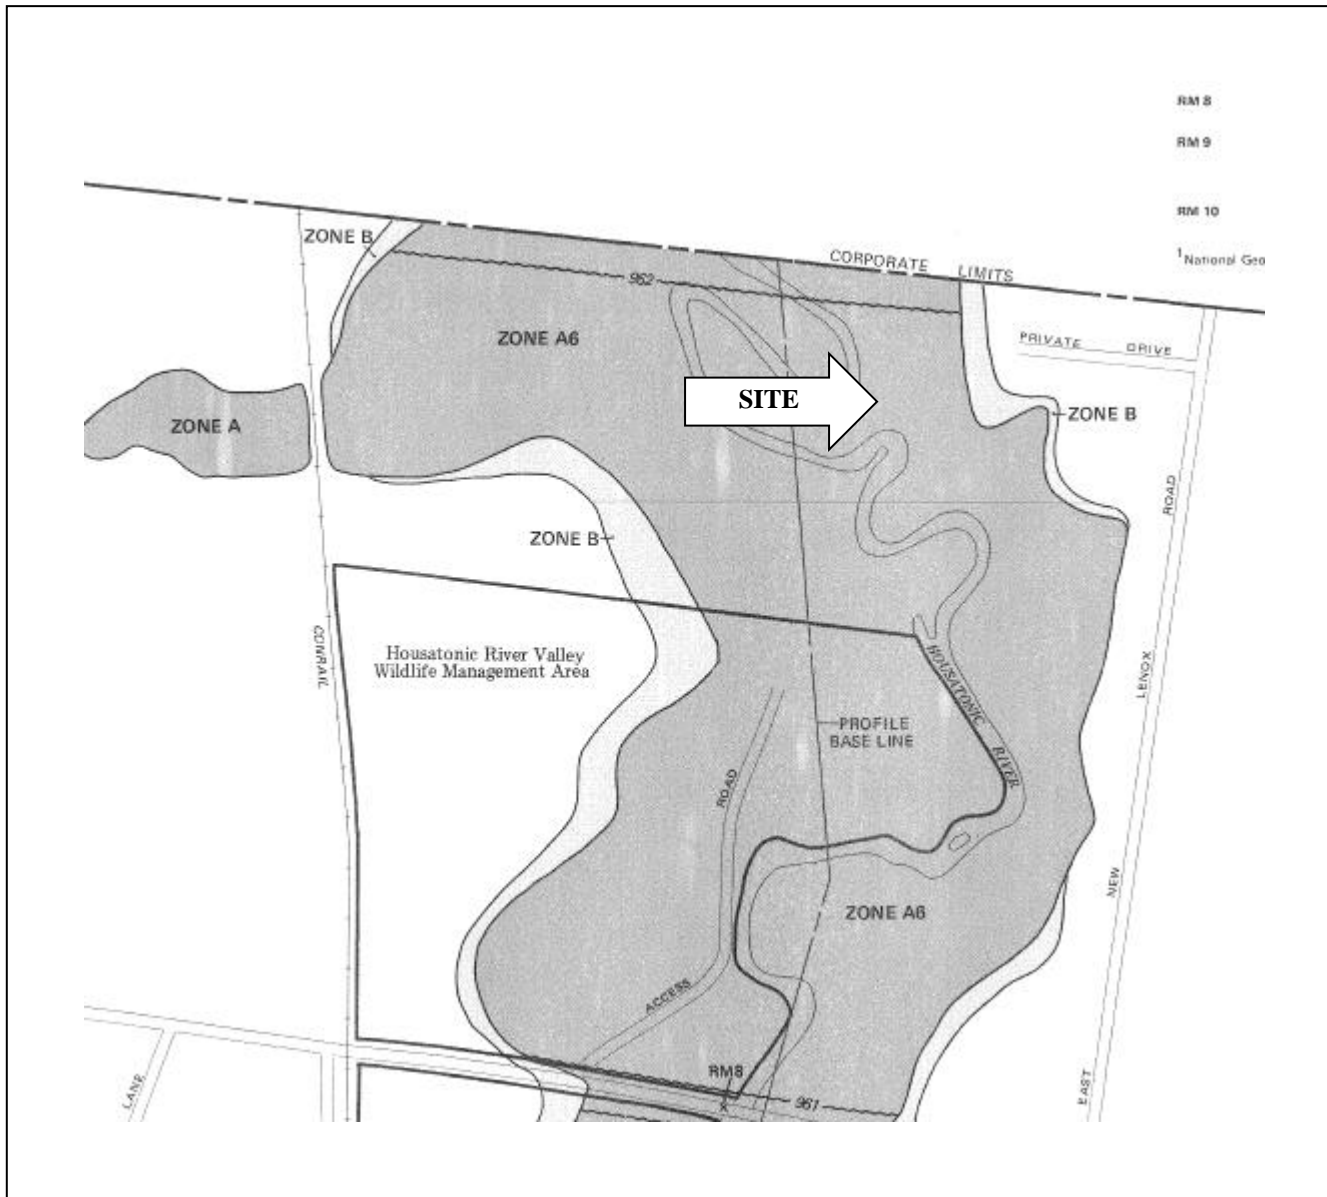 RM 8
RM 9
RM 10
1National Geo
ZONE B
CORPORATE LIMITS
962
ZONE A6
PRIVATE DRIVE
SITE
ZONE A
ZONE B
ROAD
ZONE B
CONRAIL
Housatonic River Valley
Wildlife Management Area
HOUSATONIC RIVER
LENOX
PROFILE
BASE LINE
ROAD
NEW
ZONE A6
ACCESS
RM8
EAST
LANE
961